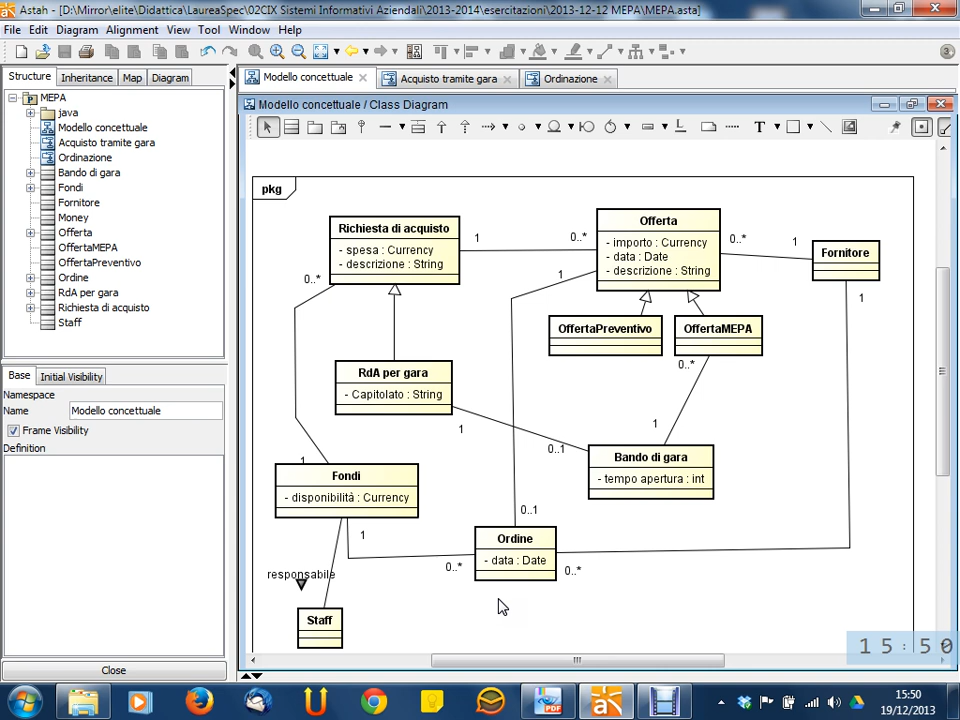 Astah - [D:\Mirror\elite\Didattica\LaureaSpec\02CIX Sistemi Informativi Aziendali\2013-2014\esercitazioni\2013-12-12 MEPA\MEPA.asta]
File Edit Diagram Alignment View Tool Window Help
3
Structure Inheritance Map Diagram
Modello concettuale Acquisto tramite gara Ordinazione
MEPA
java
Modello concettuale
Acquisto tramite gara
Ordinazione
Bando di gara
Fondi
Fornitore
Money
Offerta
OffertaMEPA
OffertaPreventivo
Ordine
RdA per gara
Richiesta di acquisto
Staff
Base Initial Visibility
Namespace
Name Modello concettuale
Frame Visibility
Definition
Close
Modello concettuale / Class Diagram
T
pkg
Richiesta di acquisto
- spesa : Currency
- descrizione : String
1
0..*
Offerta
- importo : Currency
- data : Date
- descrizione : String
0..*
1
Fornitore
0..*
1
1
OffertaPreventivo
OffertaMEPA
0..*
RdA per gara
- Capitolato : String
1
0..1
1
Bando di gara
- tempo apertura : int
1
Fondi
- disponibilità : Currency
1
0..1
Ordine
- data : Date
0..*
0..*
responsabile
Staff
15:50
15:50
19/12/2013
PDF